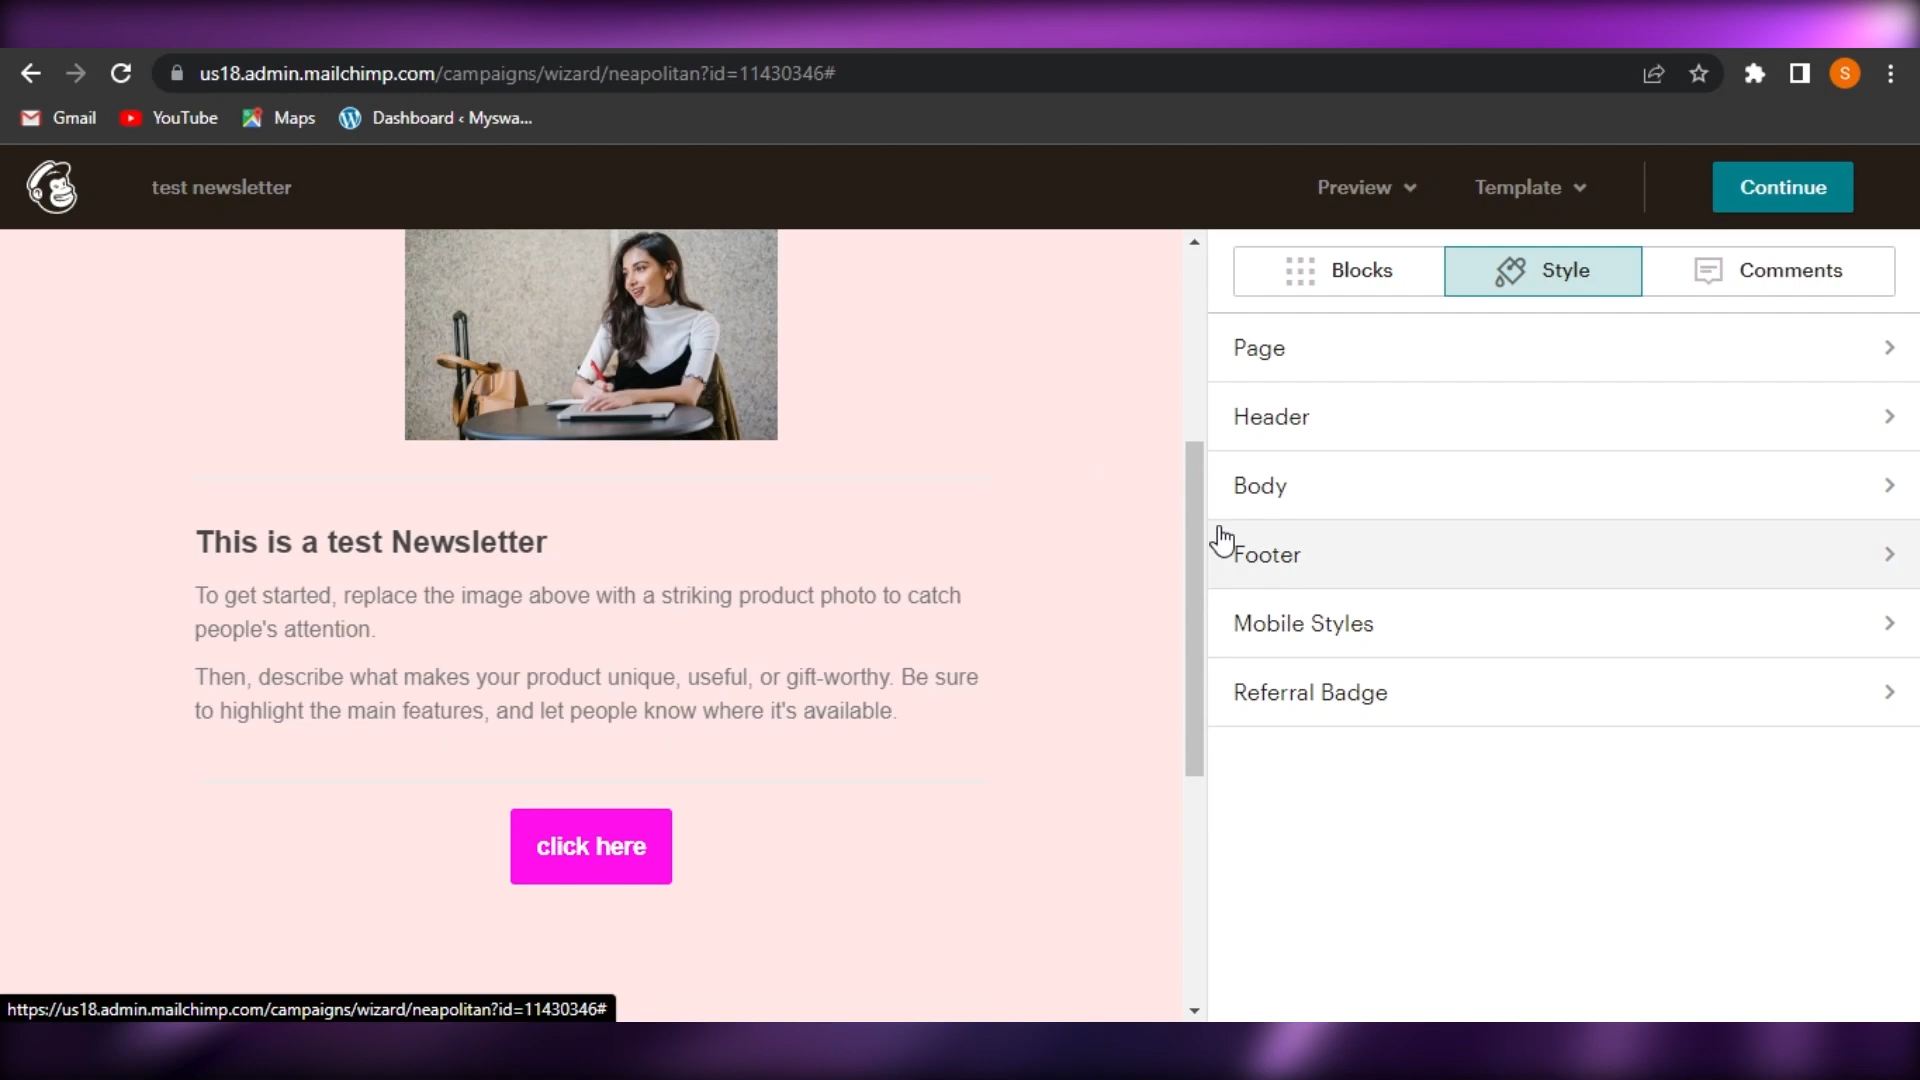 us18.admin.mailchimp.com/campaigns/wizard/neapolitan?id=11430346#
S
Gmail
YouTube
Maps
Dashboard ‹ Myswa...
test newsletter
Preview
Template
Continue
Blocks
Style
Comments
This is a test Newsletter
To get started, replace the image above with a striking product photo to catch
people's attention.
Then, describe what makes your product unique, useful, or gift-worthy. Be sure
to highlight the main features, and let people know where it's available.
click here
Page
Header
Body
Footer
Mobile Styles
Referral Badge
https://us18.admin.mailchimp.com/campaigns/wizard/neapolitan?id=11430346#